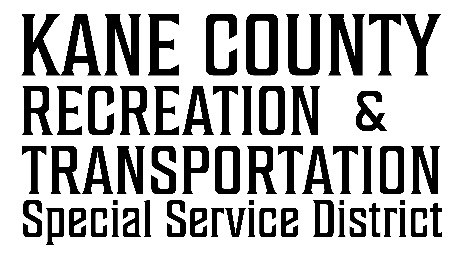 KANE COUNTY
RECREATION &
TRANSPORTATION
Special Service District